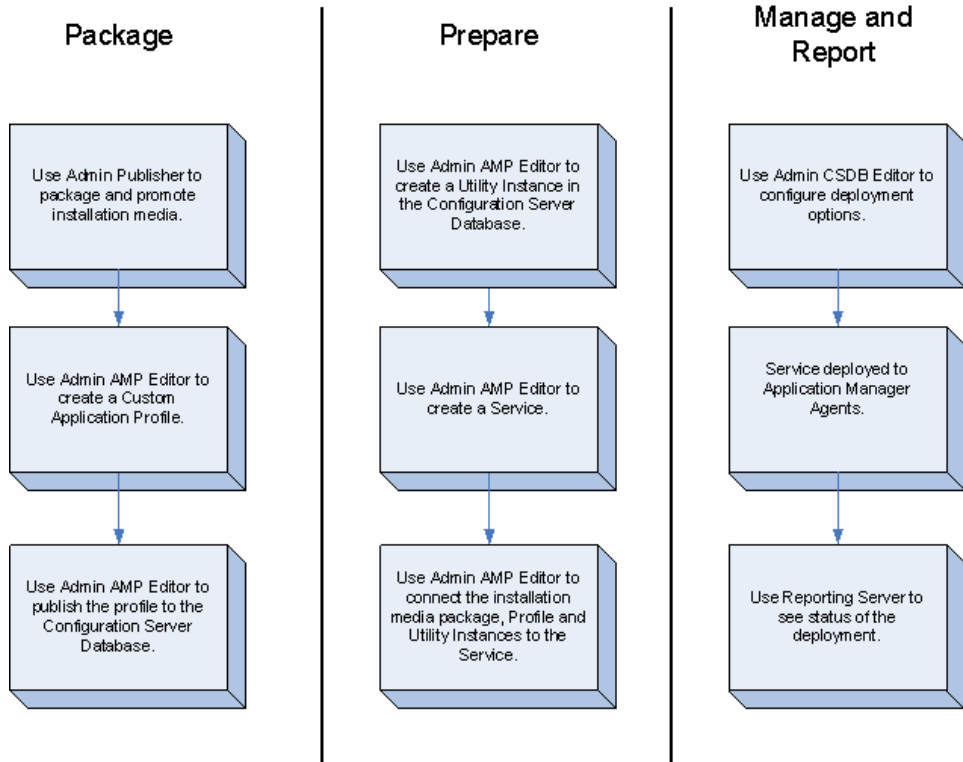 Package
Use Admin Publisher to
package and promote
installation media.
Use Admin AMP Editor to
create a Custom
Application Profile.
Use Admin AMP Editor to
publish the profile to the
Configuration Server
Database.
Prepare
Use Admin AMP Editor to
create a Utility Instance in
the Configuration Server
Database.
Use Admin AMP Editor to
create a Service.
Use Admin AMP Editor to
connect the installation
media package, Profile and
Utility Instances to the
Service.
Manage and
Report
Use Admin CSDB Editor to
configure deployment
options.
Service deployed to
Application Manager
Agents.
Use Reporting Server to
see status of the
deployment.